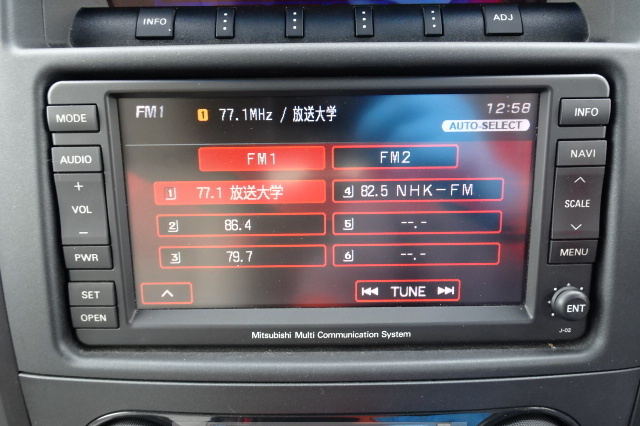 INFO
ADJ
MODE
AUDIO
+
VOL
−
PWR
SET
OPEN
FM1
1 77.1MHz / 放送大学
12:58
AUTO-SELECT
FM1
FM2
1 77.1 放送大学
4 82.5 NHK-FM
2 86.4
5 --.-
3 79.7
6 --.-
TUNE
INFO
NAVI
SCALE
MENU
ENT
J-02
Mitsubishi Multi Communication System